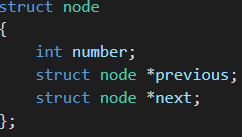 struct node
{
    int number;
    struct node *previous;
    struct node *next;
};